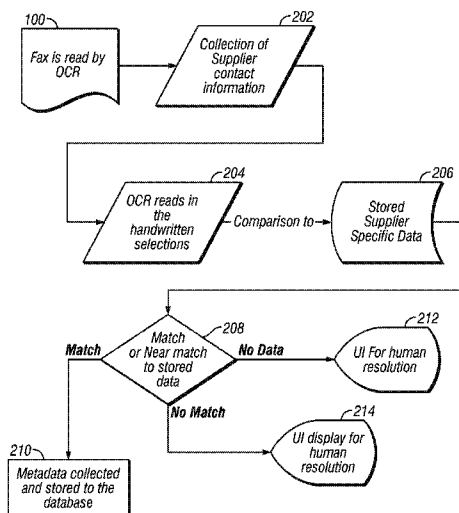 100
Fax is read by
OCR
202
Collection of
Supplier
contact
information
204
OCR reads in
the
handwritten
selections
Comparison to
206
Stored
Supplier
Specific Data
208
Match
or Near match
to stored
data
Match
No Data
No Match
212
UI For human
resolution
214
UI display for
human
resolution
210
Metadata collected
and stored to the
database